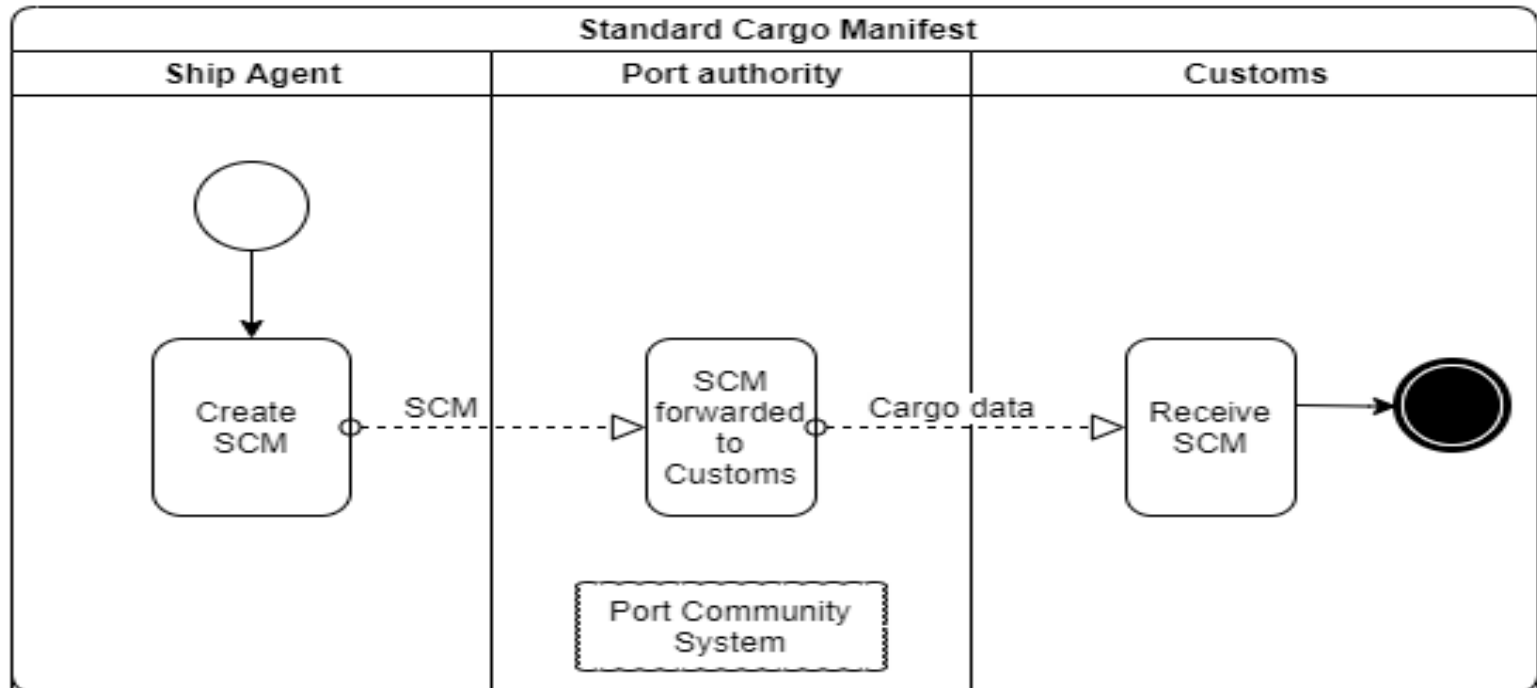 Standard Cargo Manifest
Ship Agent
Port authority
Customs
Create
SCM
SCM
SCM
forwarded
to
Customs
Cargo data
Receive
SCM
Port Community
System